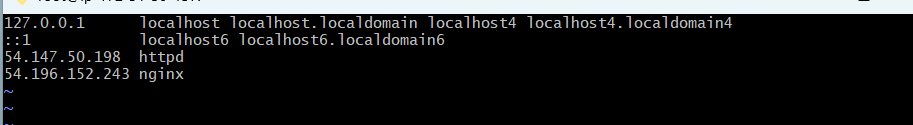 127.0.0.1       localhost localhost.localdomain localhost4 localhost4.localdomain4
::1             localhost6 localhost6.localdomain6
54.147.50.198  httpd
54.196.152.243 nginx
~
~
~